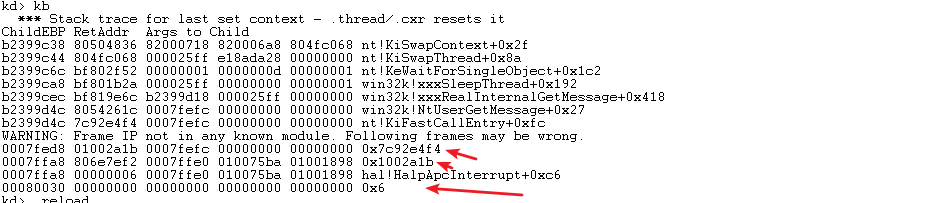 kd> kb
*** Stack trace for last set context - .thread/.cxr resets it
ChildEBP RetAddr  Args to Child
b2399c38 80504836 82000718 820006a8 804fc068 nt!KiSwapContext+0x2f
b2399c44 804fc068 000025ff e18ada28 00000000 nt!KiSwapThread+0x8a
b2399c6c bf802f52 00000001 0000000d 00000001 nt!KeWaitForSingleObject+0x1c2
b2399ca8 bf801b2a 000025ff 00000000 00000001 win32k!xxxSleepThread+0x192
b2399cec bf819e6c b2399d18 000025ff 00000000 win32k!xxxRealInternalGetMessage+0x418
b2399d4c 8054261c 0007fefc 00000000 00000000 win32k!NtUserGetMessage+0x27
b2399d4c 7c92e4f4 0007fefc 00000000 00000000 nt!KiFastCallEntry+0xfc
WARNING: Frame IP not in any known module. Following frames may be wrong.
0007fed8 01002a1b 0007fefc 00000000 00000000 0x7c92e4f4
0007ffa8 806e7ef2 0007ffe0 010075ba 01001898 0x1002a1b
0007ffa8 00000006 0007ffe0 010075ba 01001898 hal!HalpApcInterrupt+0xc6
00080030 00000000 00000000 00000000 00000000 0x6
kd> .reload